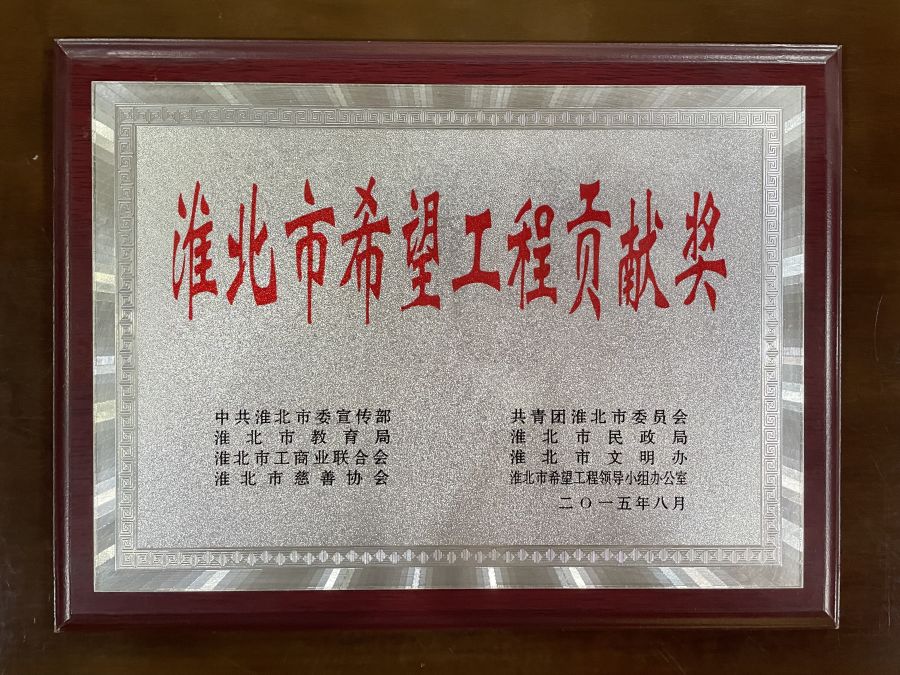 淮北市希望工程贡献奖
中共淮北市委宣传部
淮北市教育局
淮北市工商业联合会
淮北市慈善协会
共青团淮北市委员会
淮北市民政局
淮北市文明办
淮北市希望工程领导小组办公室
二〇一五年八月